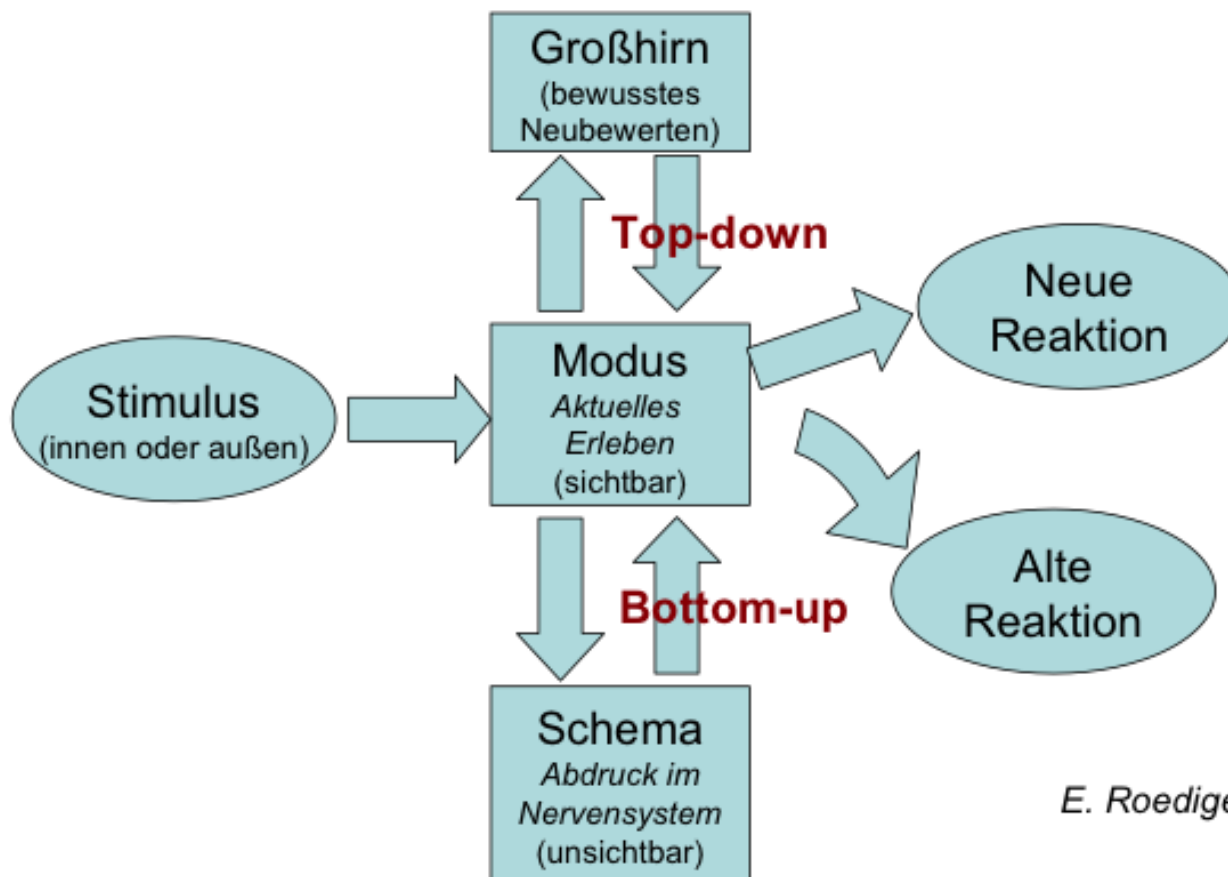 Großhirn
(bewusstes
Neubewerten)
Top-down
Neue
Reaktion
Stimulus
(innen oder außen)
Modus
Aktuelles
Erleben
(sichtbar)
Bottom-up
Alte
Reaktion
Schema
Abdruck im
Nervensystem
(unsichtbar)
E. Roedige